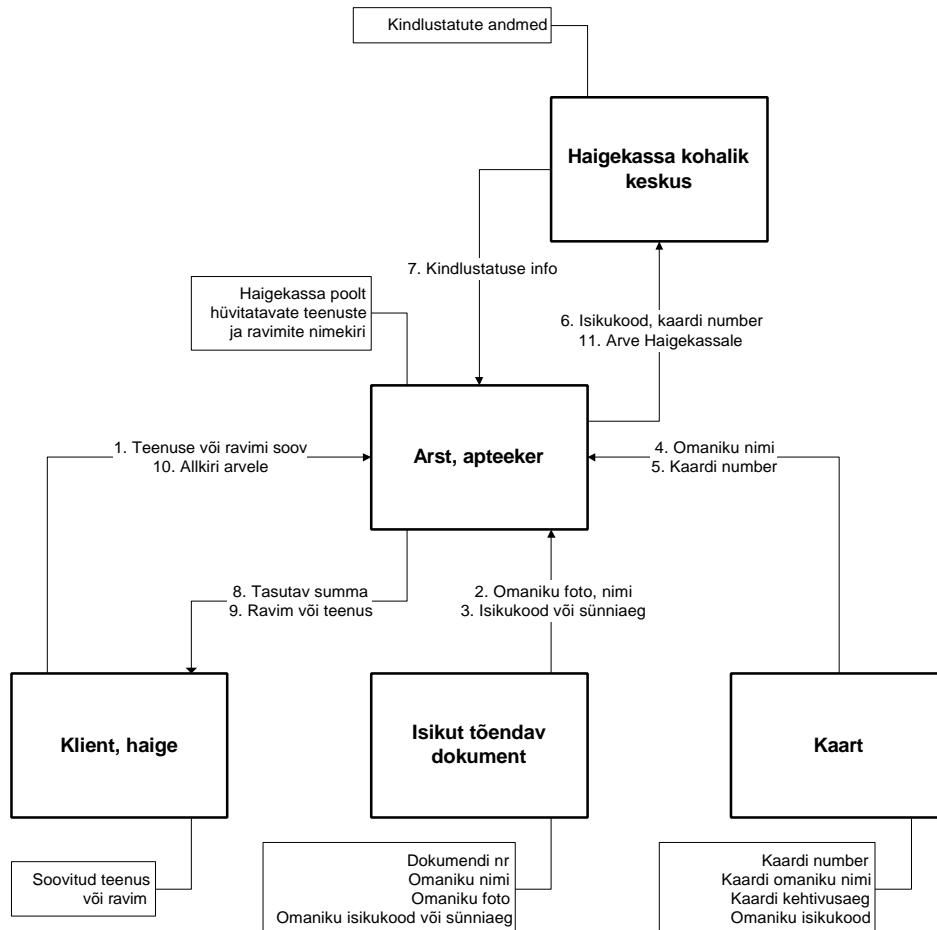 Kindlustatute andmed
Haigekassa kohalik
keskus
7. Kindlustatuse info
Haigekassa poolt
hüvitatavate teenuste
ja ravimite nimekiri
6. Isikukood, kaardi number
11. Arve Haigekassale
1. Teenuse või ravimi soov
10. Allkiri arvele
Arst, apteeker
4. Omaniku nimi
5. Kaardi number
8. Tasutav summa
9. Ravim või teenus
2. Omaniku foto, nimi
3. Isikukood või sünniaeg
Klient, haige
Isikut tõendav
dokument
Kaart
Soovitud teenus
või ravim
Dokumendi nr
Omaniku nimi
Omaniku foto
Omaniku isikukood või sünniaeg
Kaardi number
Kaardi omaniku nimi
Kaardi kehtivusaeg
Omaniku isikukood